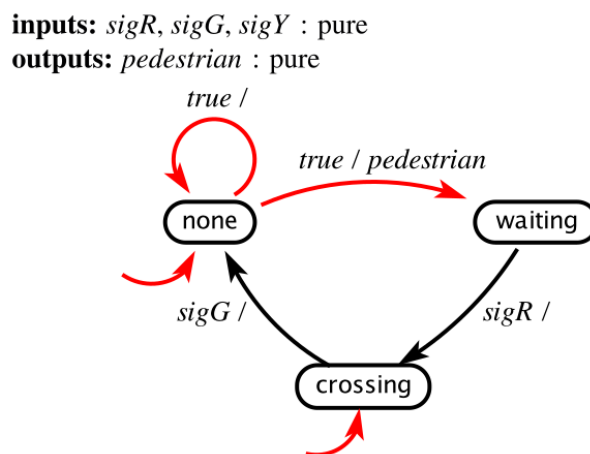 inputs: sigR, sigG, sigY : pure
outputs: pedestrian : pure
true /
true / pedestrian
none
waiting
sigG /
sigR /
crossing